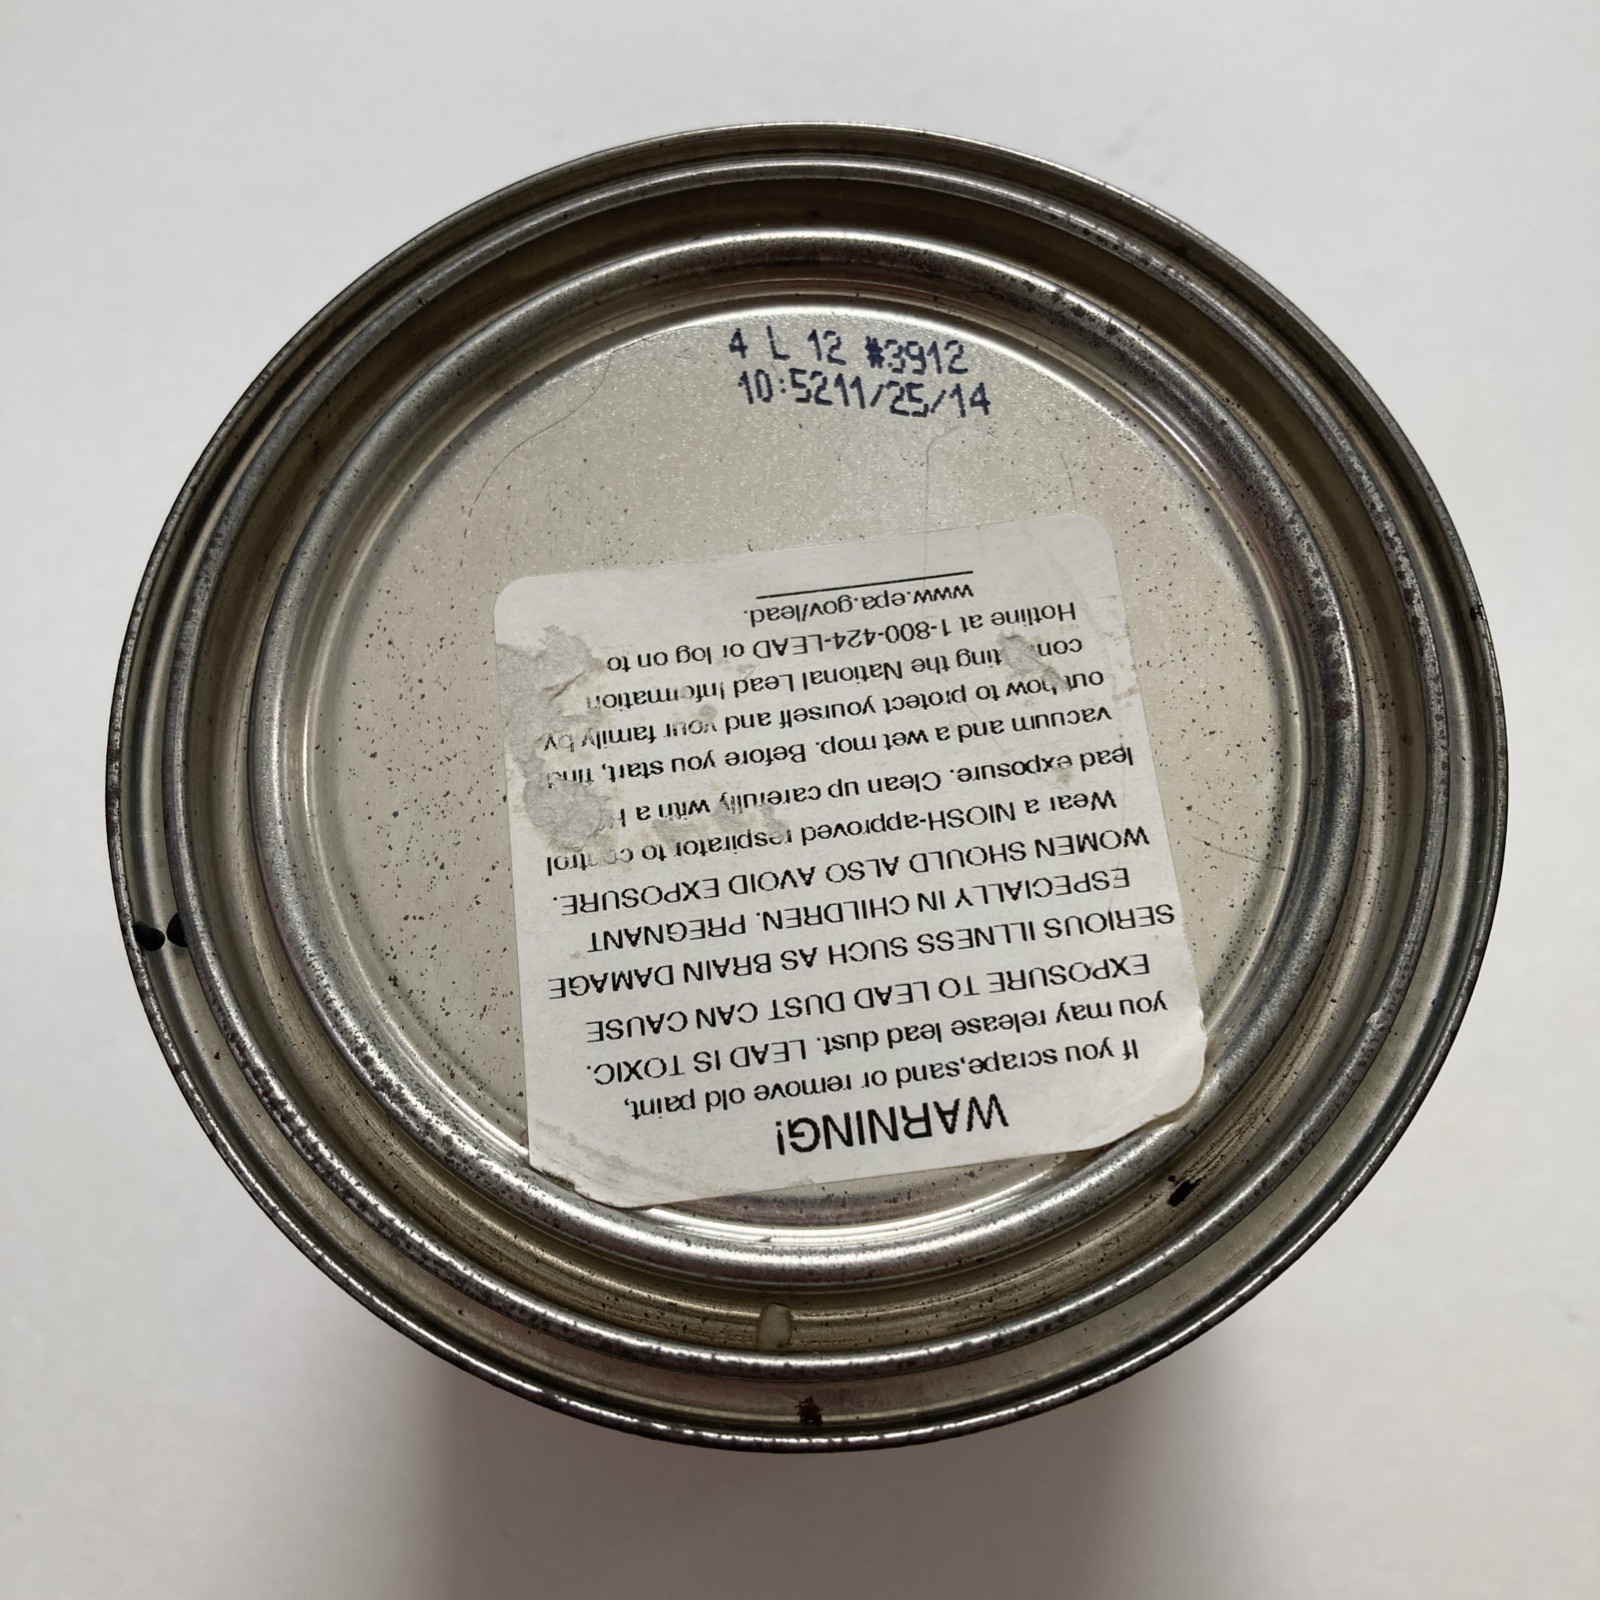 4 L 12 #3912
10:5211/25/14
WARNING!
If you scrape,sand or remove old paint,
you may release lead dust. LEAD IS TOXIC.
EXPOSURE TO LEAD DUST CAN CAUSE
SERIOUS ILLNESS SUCH AS BRAIN DAMAGE
ESPECIALLY IN CHILDREN. PREGNANT
WOMEN SHOULD ALSO AVOID EXPOSURE.
Wear a NIOSH-approved respirator to control
lead exposure. Clean up carefully with a
vacuum and a wet mop. Before you start, find
out how to protect yourself and your family by
the National Lead Information
Hotline at 1-800-424-LEAD or log on to
www.epa.gov/lead.